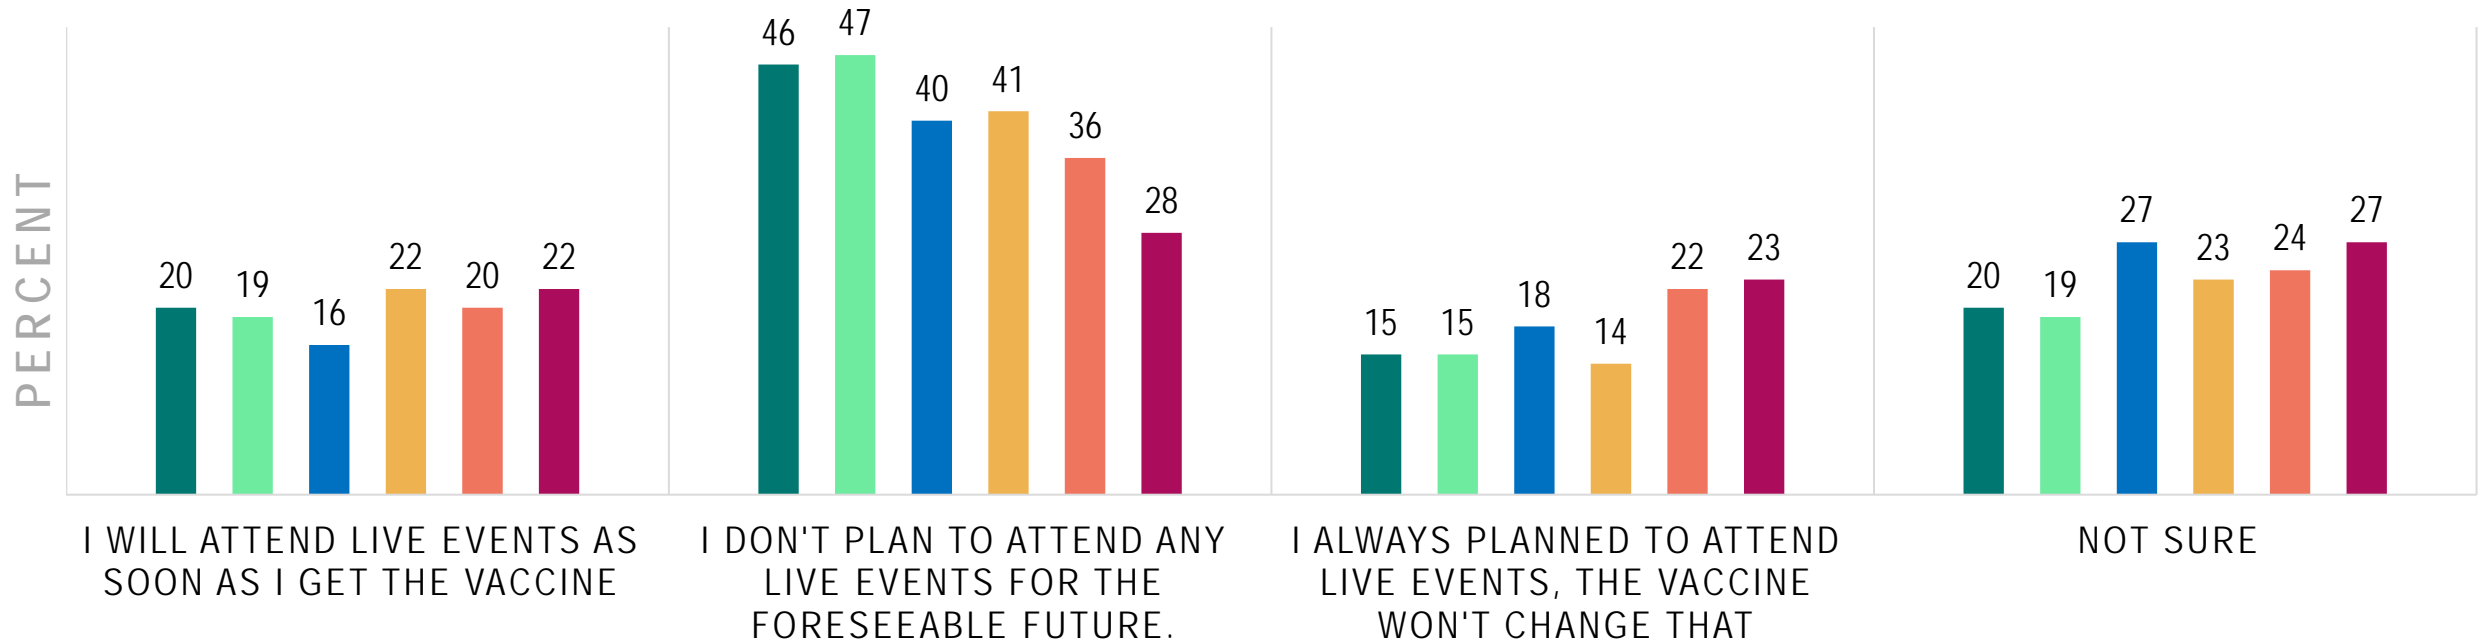 PERCENT
20
19
16
22
20
22
46
47
40
41
36
28
15
15
18
14
22
23
20
19
27
23
24
27
I WILL ATTEND LIVE EVENTS AS
SOON AS I GET THE VACCINE
I DON'T PLAN TO ATTEND ANY
LIVE EVENTS FOR THE
FORESEEABLE FUTURE.
I ALWAYS PLANNED TO ATTEND
LIVE EVENTS, THE VACCINE
WON'T CHANGE THAT
NOT SURE